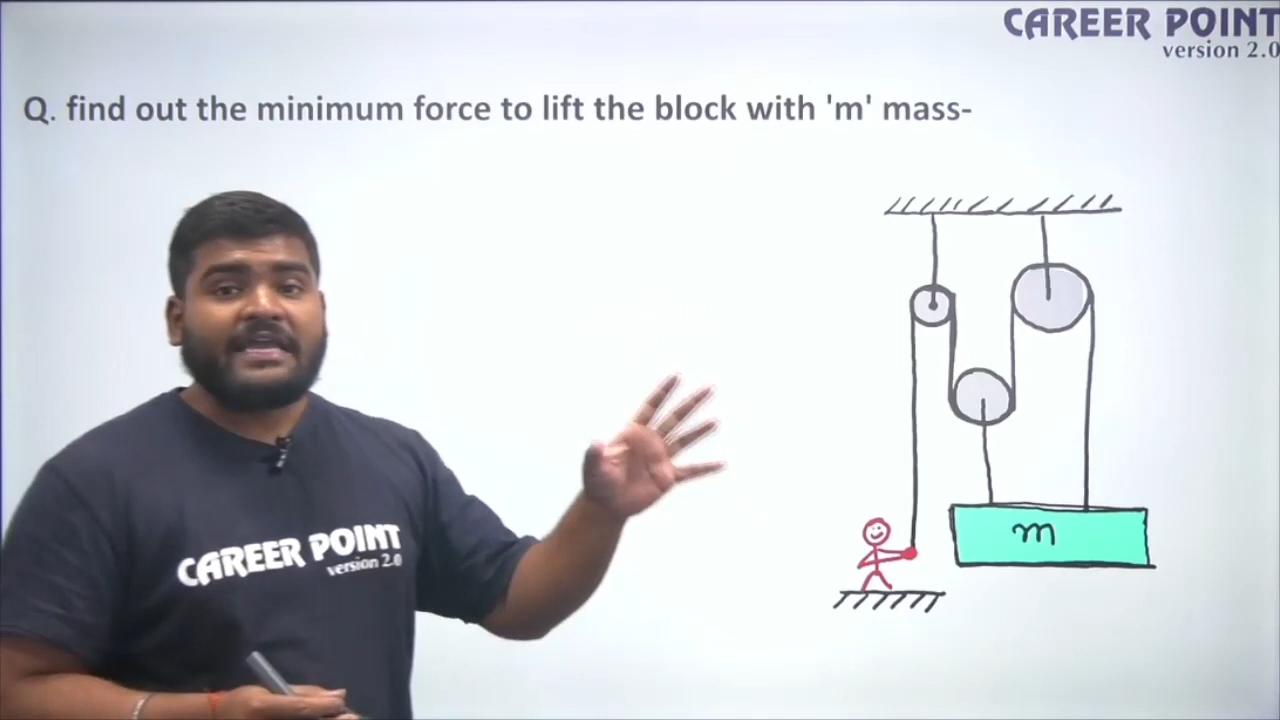 CAREER POINT
version 2.0
Q. find out the minimum force to lift the block with 'm' mass-
CAREER POINT
version 2.0
m